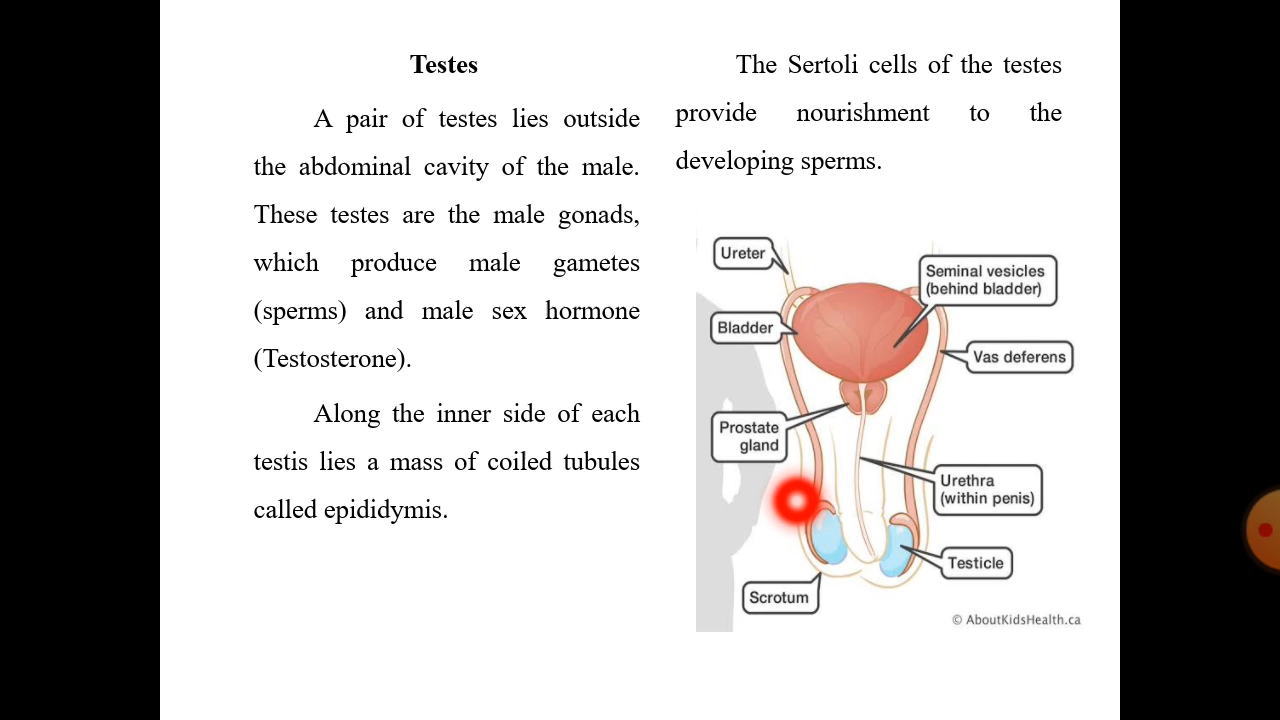 Testes
A pair of testes lies outside
the abdominal cavity of the male.
These testes are the male gonads,
which produce male gametes
(sperms) and male sex hormone
(Testosterone).
Along the inner side of each
testis lies a mass of coiled tubules
called epididymis.
The Sertoli cells of the testes
provide nourishment to the
developing sperms.
Ureter
Seminal vesicles
(behind bladder)
Bladder
Vas deferens
Prostate
gland
Urethra
(within penis)
Testicle
Scrotum
© AboutKidsHealth.ca